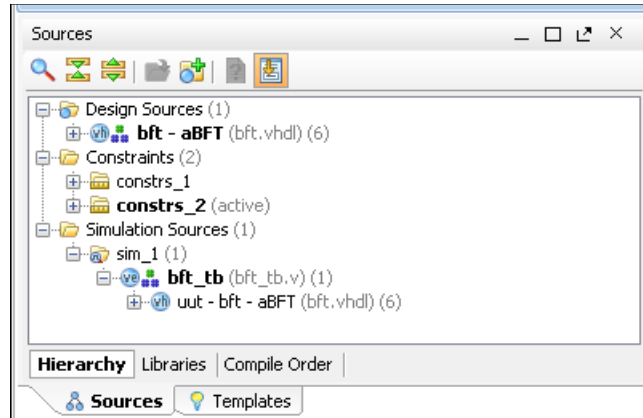 Sources
Design Sources (1)
bft - aBFT (bft.vhdl) (6)
Constraints (2)
constrs_1
constrs_2 (active)
Simulation Sources (1)
sim_1 (1)
bft_tb (bft_tb.v) (1)
uut - bft - aBFT (bft.vhdl) (6)
Hierarchy Libraries Compile Order
Sources Templates